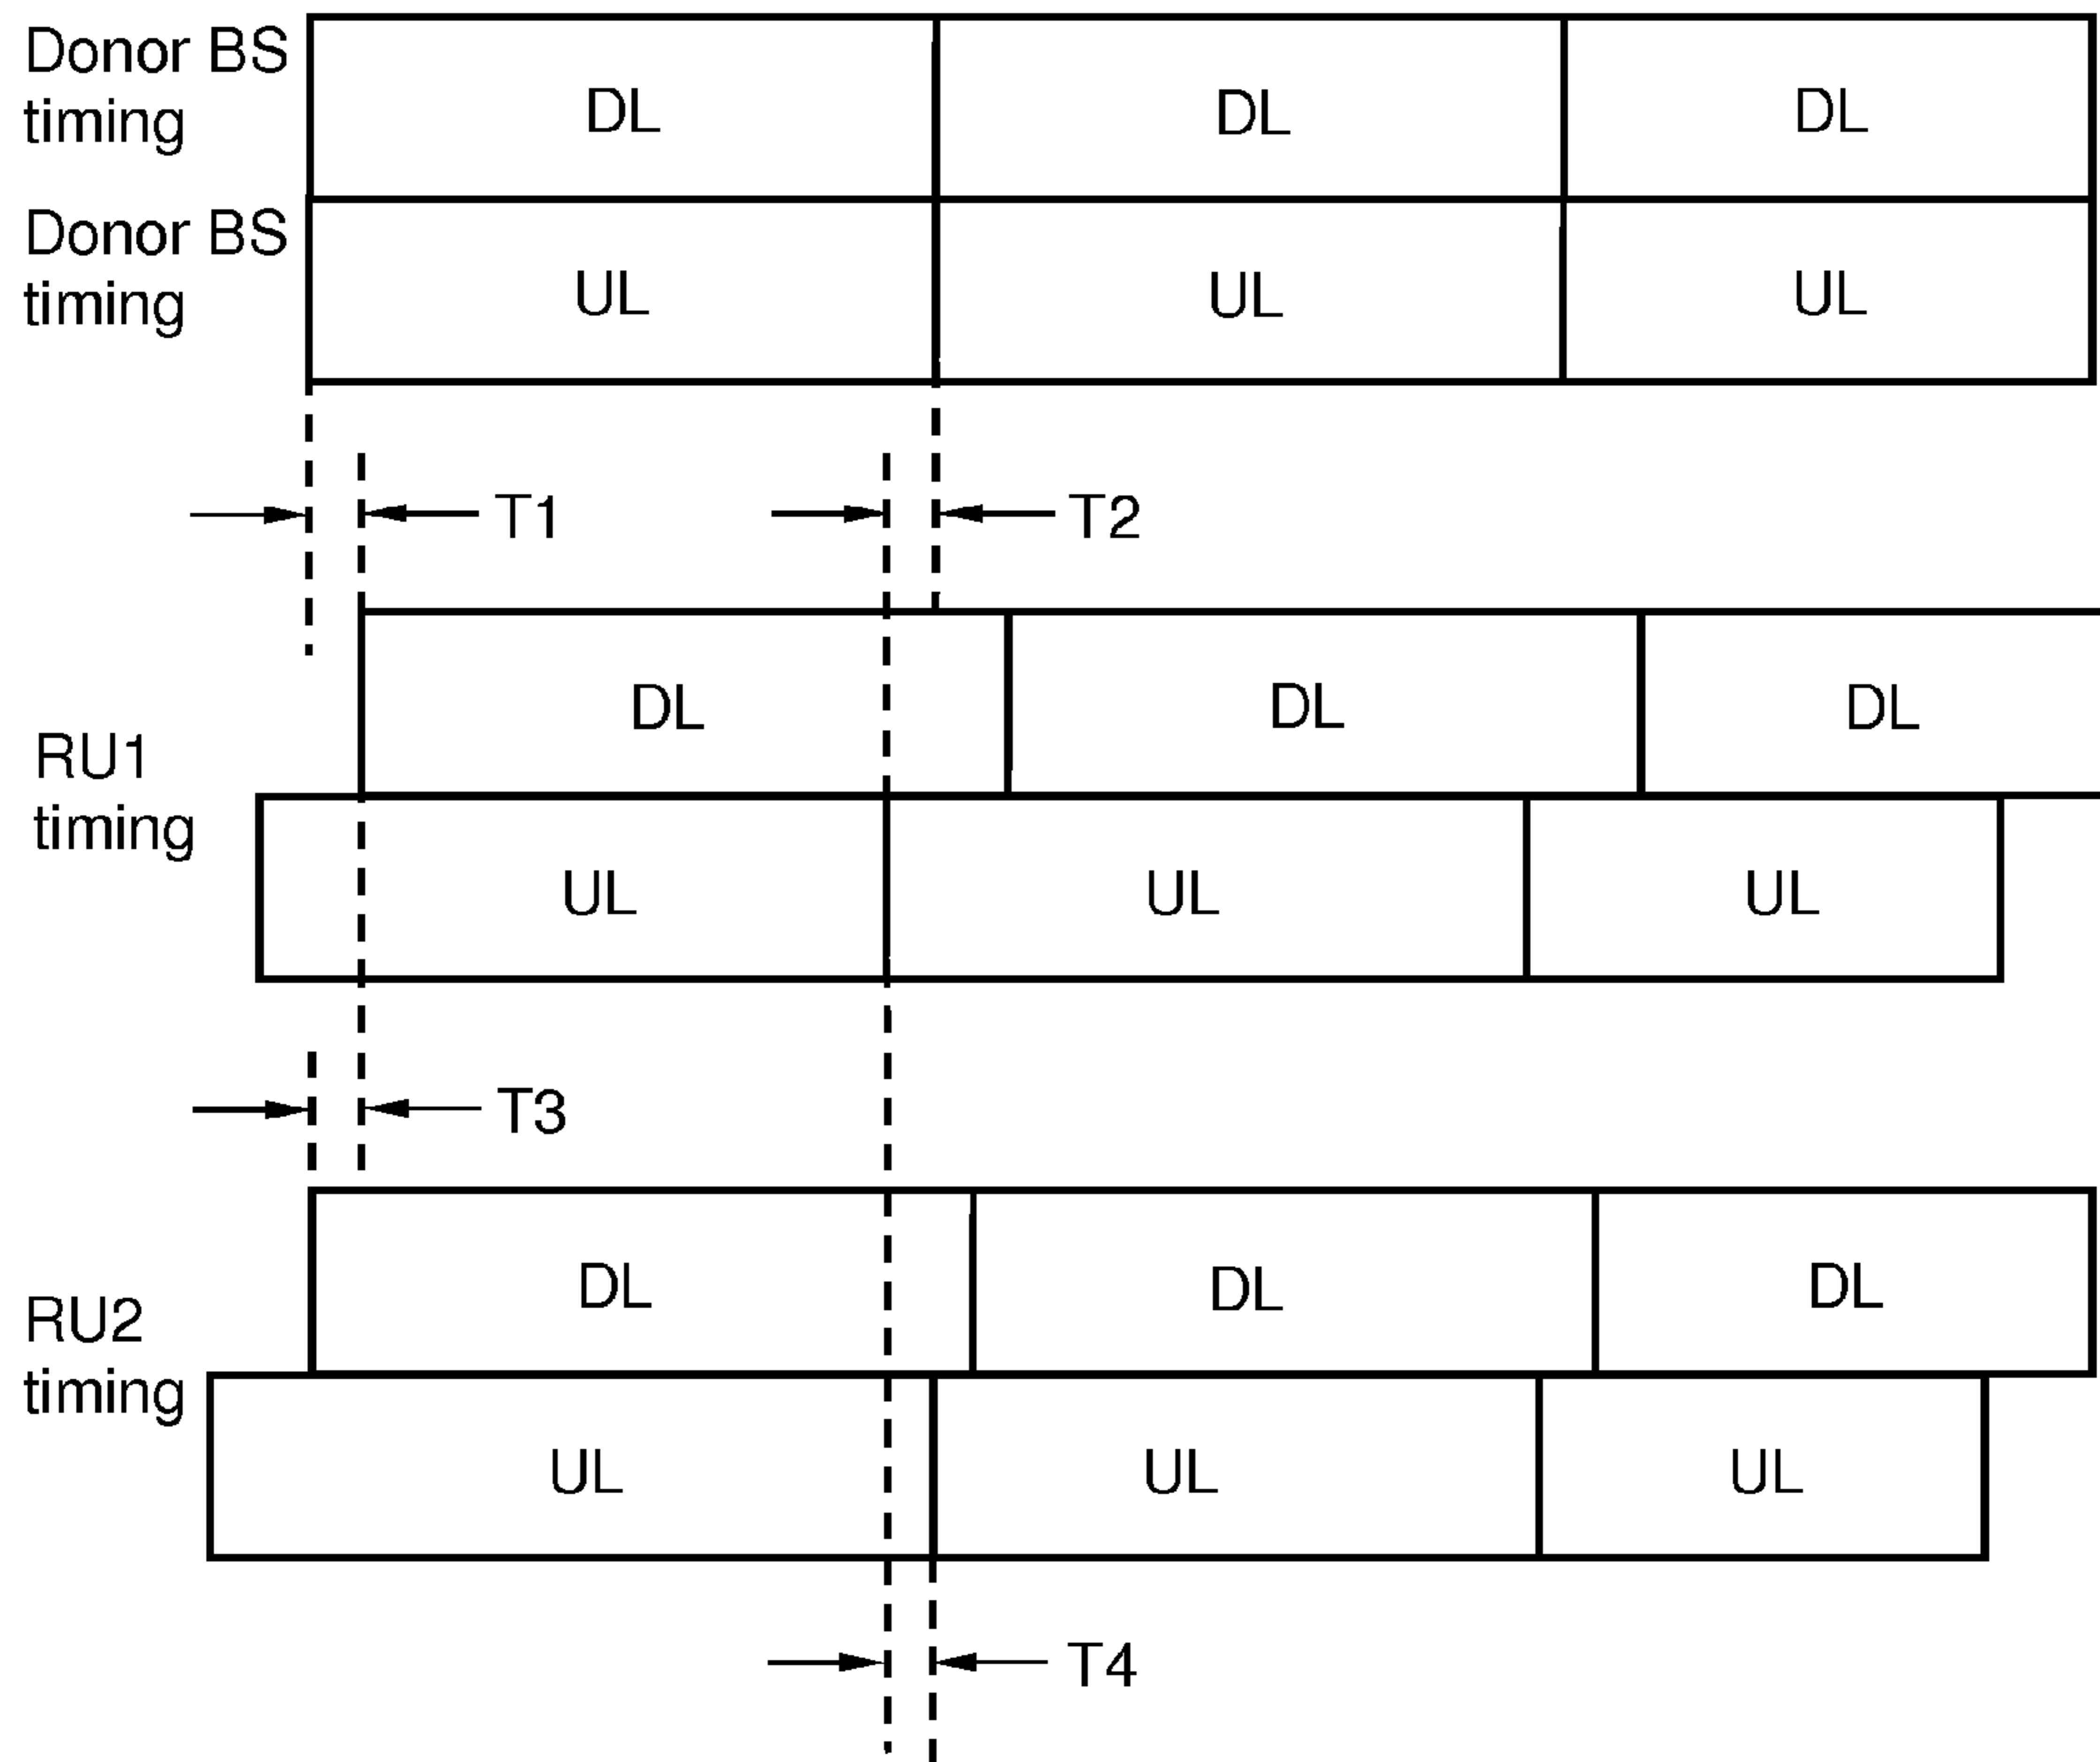 Donor BS
timing
DL DL DL
Donor BS
timing
UL UL UL
T1 T2
DL DL DL
RU1
timing
UL UL UL
T3
DL DL DL
RU2
timing
UL UL UL
T4